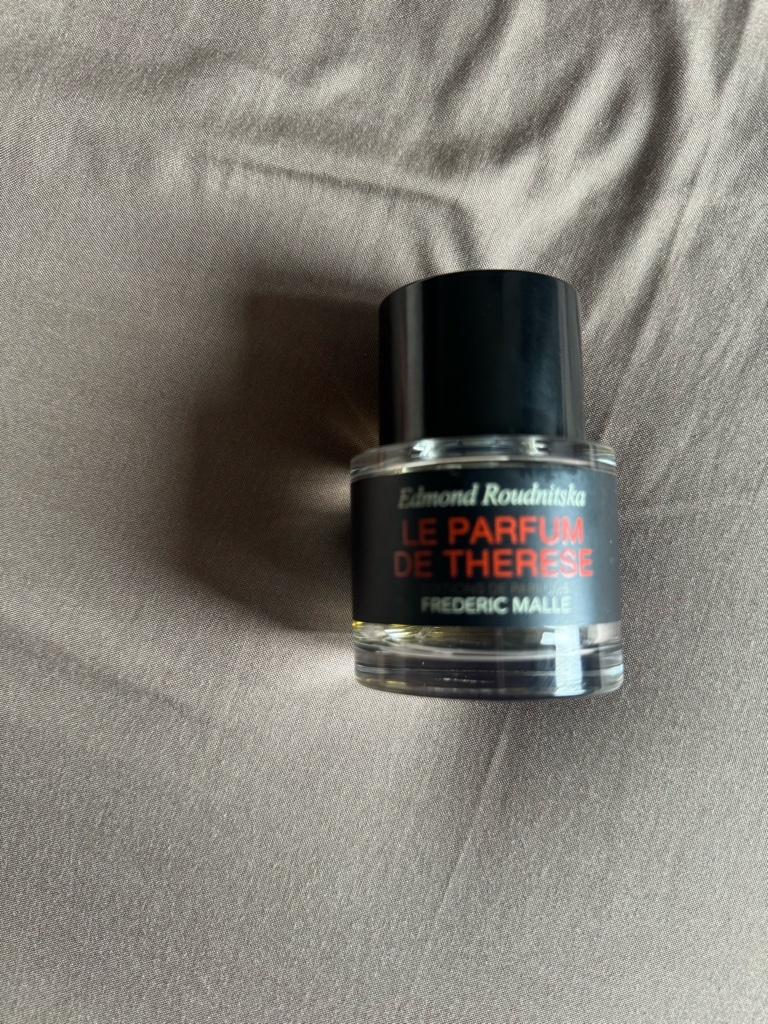 Edmond Roudnitska
LE PARFUM
DE THERESE
FREDERIC MALLE